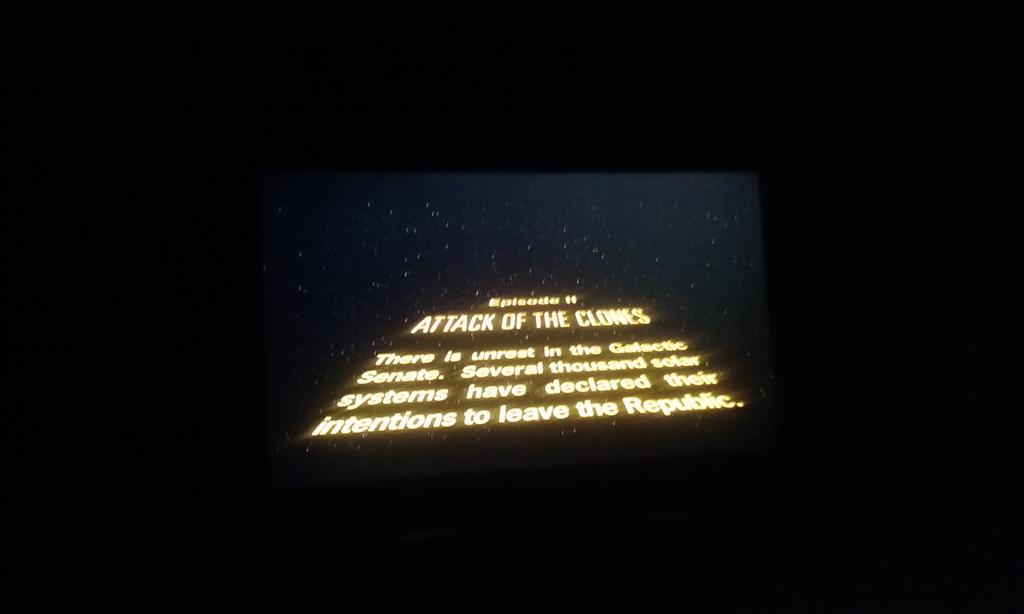 Episode II
ATTACK OF THE CLONES
There is unrest in the Galactic
Senate. Several thousand solar
systems have declared their
intentions to leave the Republic.